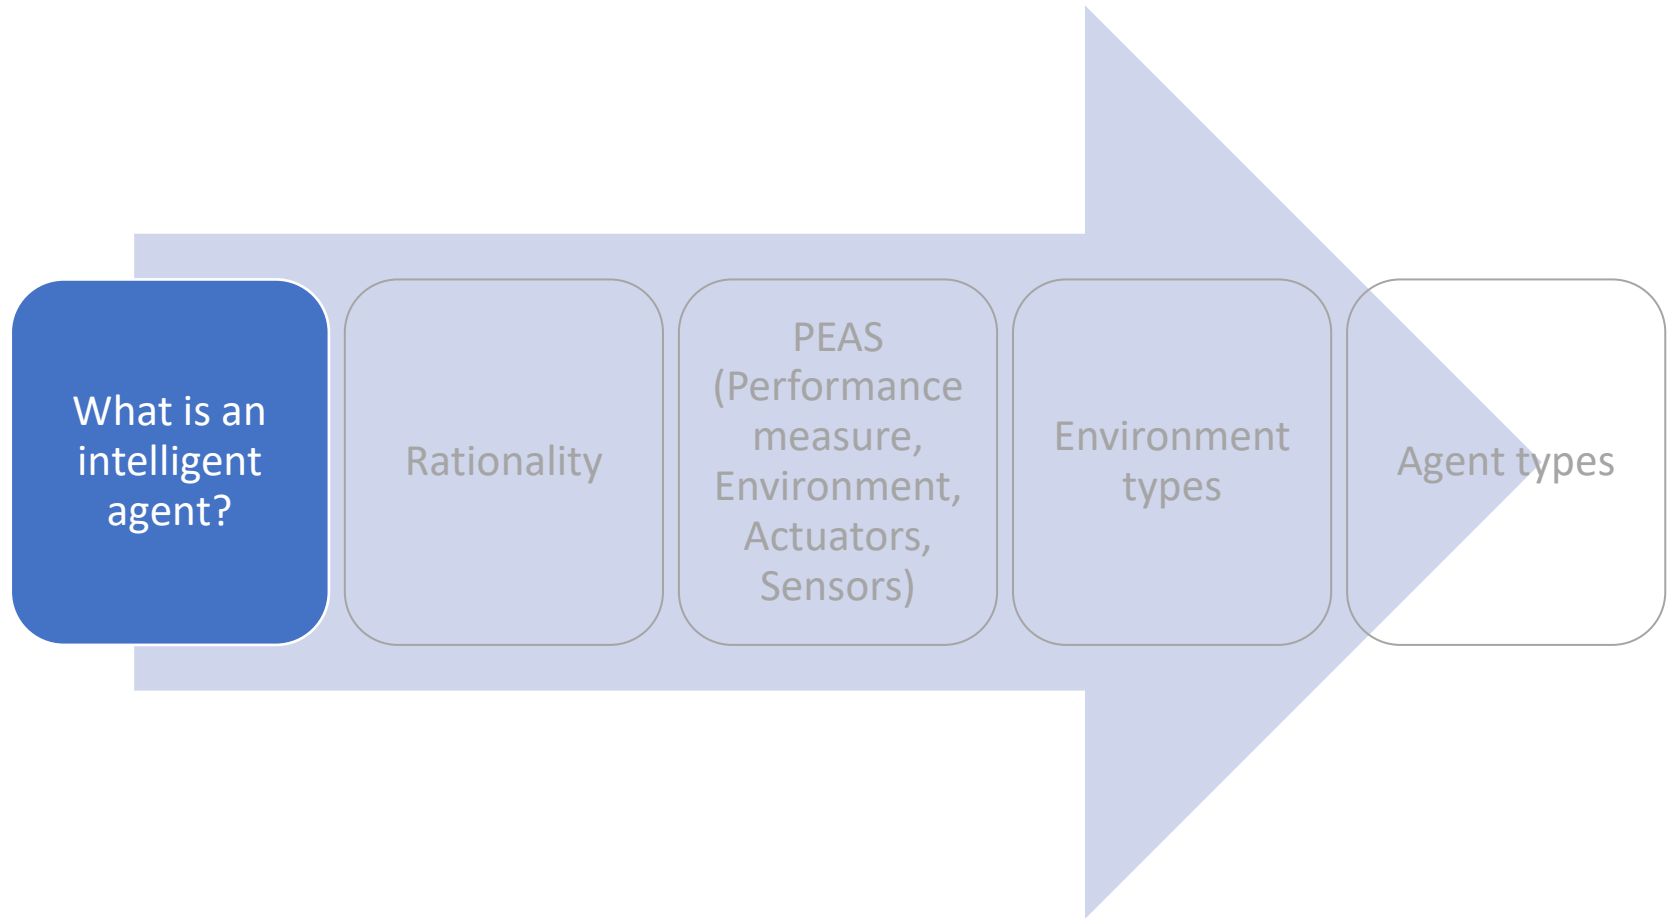 What is an
intelligent
agent?
Rationality
PEAS
(Performance
measure,
Environment,
Actuators,
Sensors)
Environment
types
Agent types